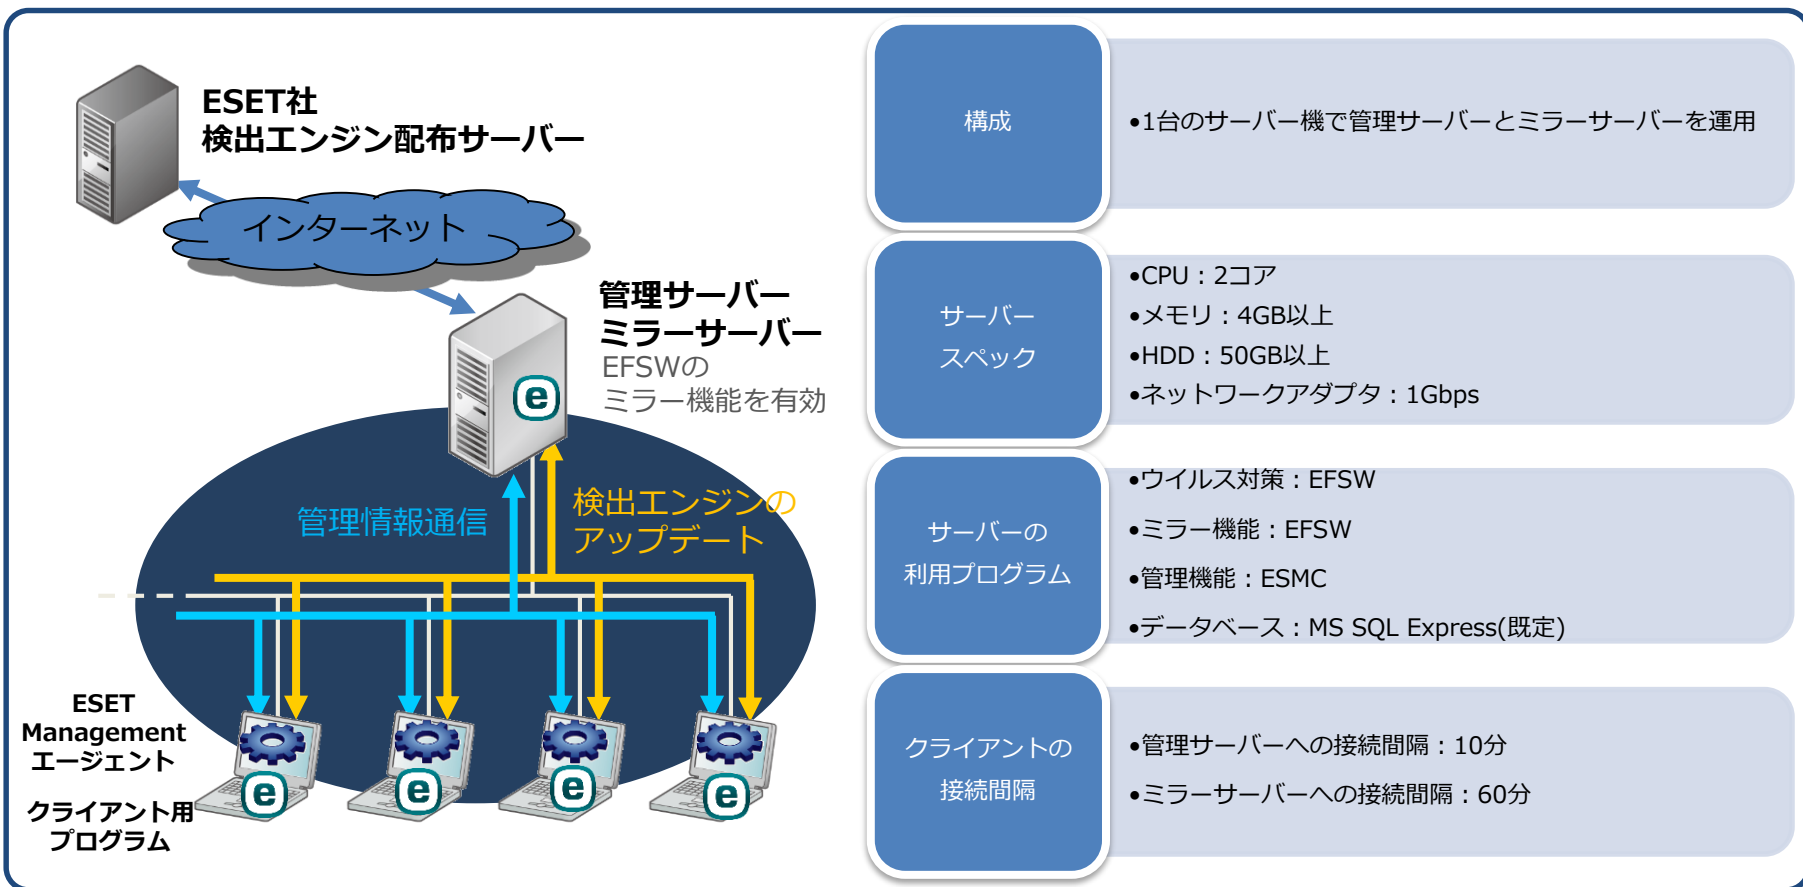 ESET社
検出エンジン配布サーバー
インターネット
管理サーバー
ミラーサーバー
EFSWの
ミラー機能を有効
e
管理情報通信
検出エンジンの
アップデート
ESET
Management
エージェント
クライアント用
プログラム
e
e
e
e
構成
•1台のサーバー機で管理サーバーとミラーサーバーを運用
サーバー
スペック
•CPU：2コア
•メモリ：4GB以上
•HDD：50GB以上
•ネットワークアダプタ：1Gbps
サーバーの
利用プログラム
•ウイルス対策：EFSW
•ミラー機能：EFSW
•管理機能：ESMC
•データベース：MS SQL Express(既定)
クライアントの
接続間隔
•管理サーバーへの接続間隔：10分
•ミラーサーバーへの接続間隔：60分